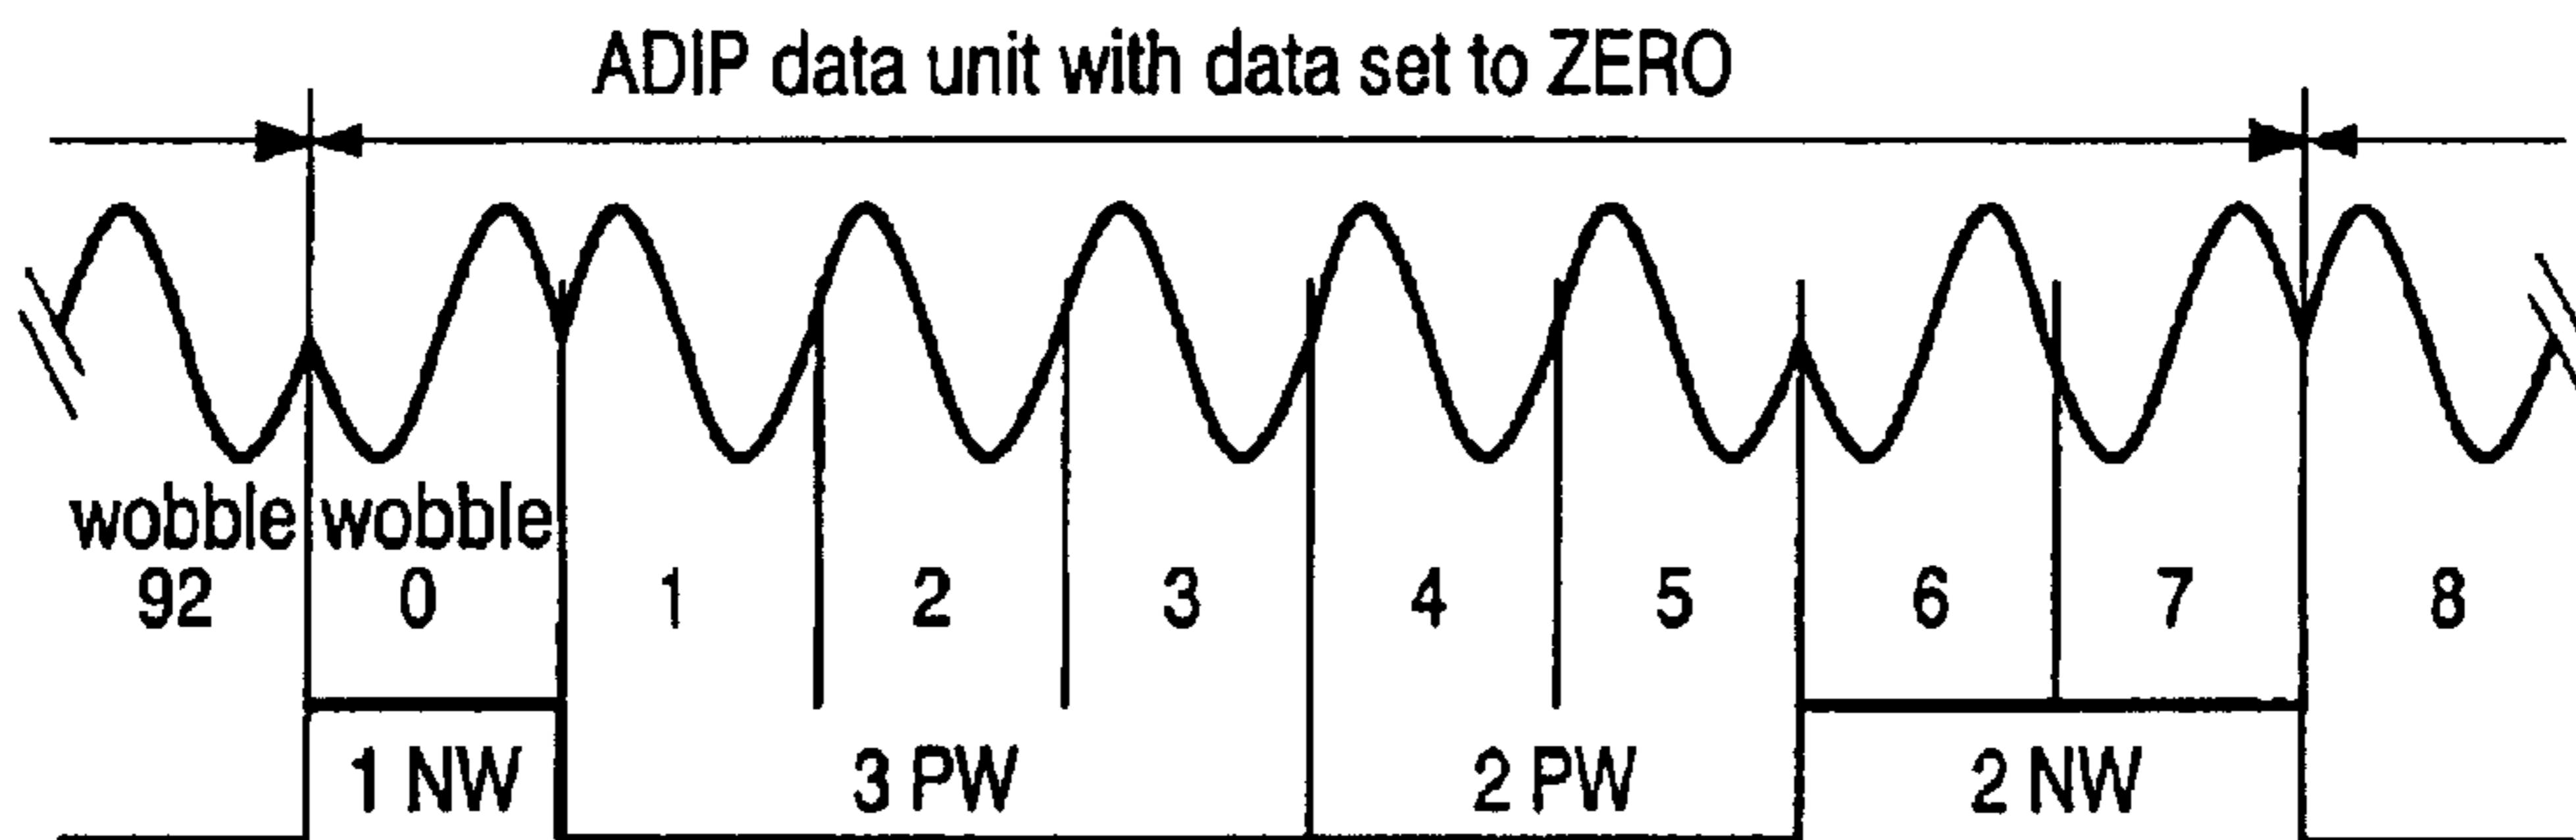 ADIP data unit with data set to ZERO
wobble wobble
92 0 1 2 3 4 5 6 7 8
1 NW 3 PW 2 PW 2 NW